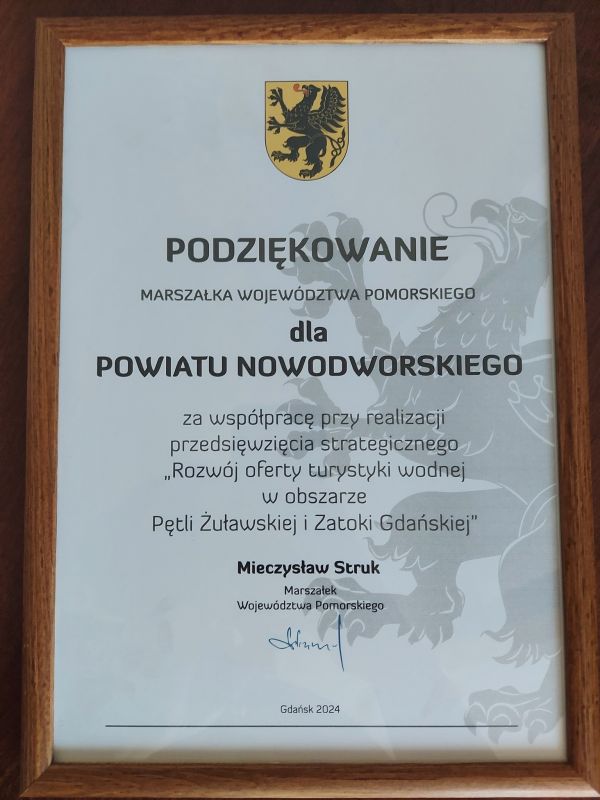 PODZIĘKOWANIE
MARSZAŁKA WOJEWÓDZTWA POMORSKIEGO
dla
POWIATU NOWODWORSKIEGO
za współpracę przy realizacji
przedsięwzięcia strategicznego
„Rozwój oferty turystyki wodnej
w obszarze
Pętli Żuławskiej i Zatoki Gdańskiej”
Mieczysław Struk
Marszałek
Województwa Pomorskiego
Gdańsk 2024